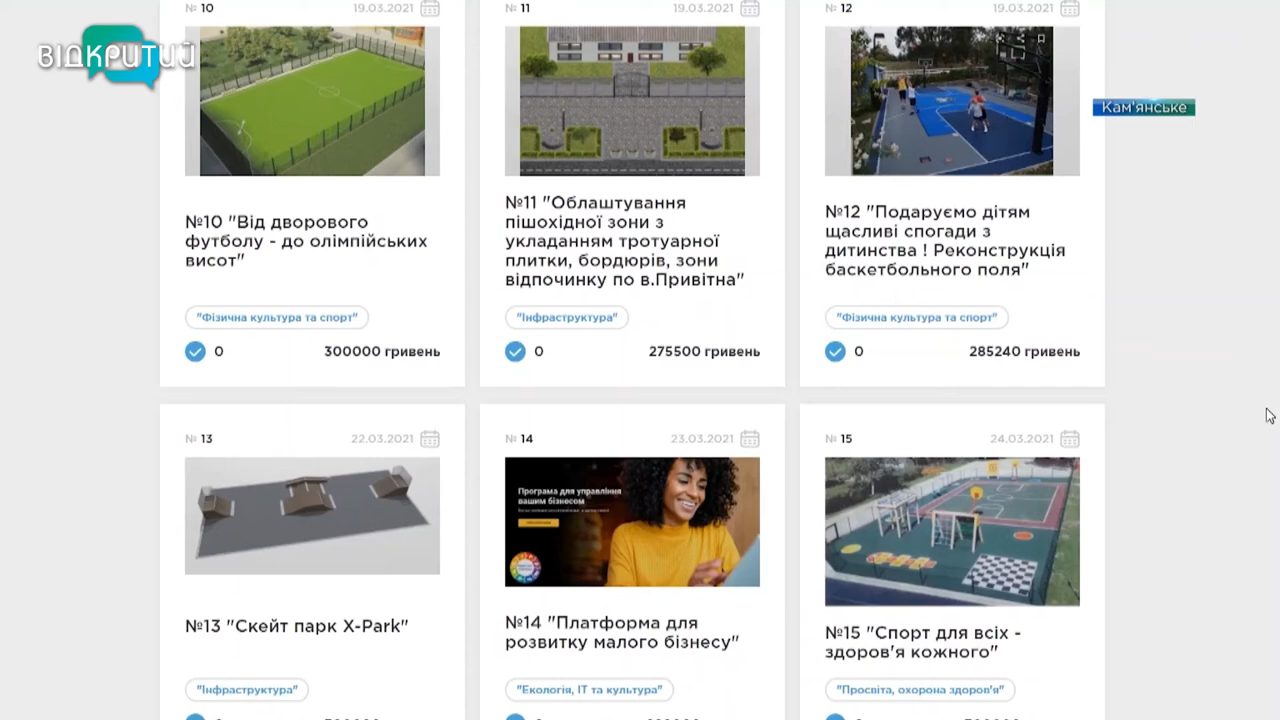 ВІДКРИТИЙ
Кам'янське
№ 10 19.03.2021
№10 "Від дворового
футболу - до олімпійських
висот"
"Фізична культура та спорт"
0 300000 гривень
№ 11 19.03.2021
№11 "Облаштування
пішохідної зони з
укладанням тротуарної
плитки, бордюрів, зони
відпочинку по в.Привітна"
"Інфраструктура"
0 275500 гривень
№ 12 19.03.2021
№12 "Подаруємо дітям
щасливі спогади з
дитинства ! Реконструкція
баскетбольного поля"
"Фізична культура та спорт"
0 285240 гривень
№ 13 22.03.2021
№13 "Скейт парк X-Park"
"Інфраструктура"
№ 14 23.03.2021
Програма для управління
вашим бізнесом
№14 "Платформа для
розвитку малого бізнесу"
"Екологія, ІТ та культура"
№ 15 24.03.2021
№15 "Спорт для всіх -
здоров'я кожного"
"Просвіта, охорона здоров'я"